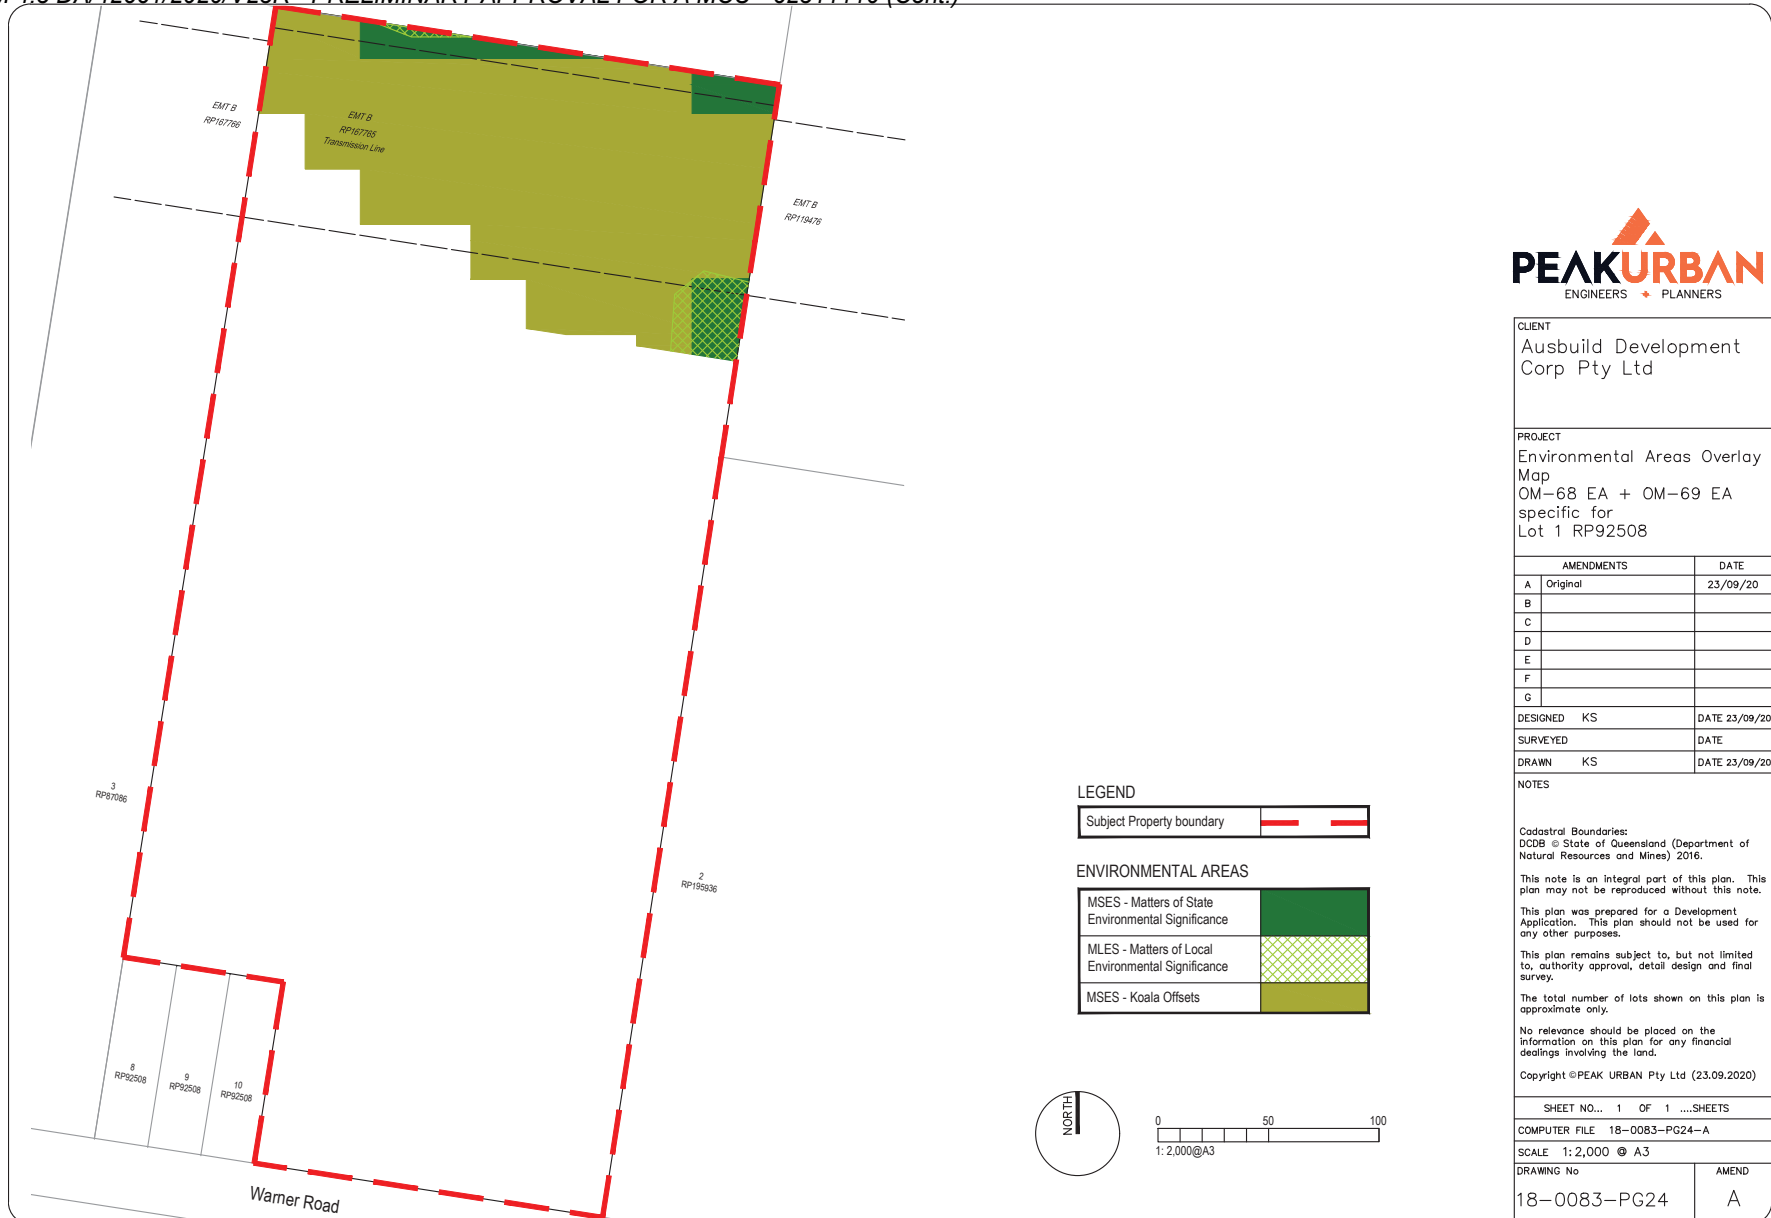 EMT B
RP167766
EMT B
RP167765
Transmission Line
EMT B
RP119476
3
RP87086
2
RP195936
8
RP92508
9
RP92508
10
RP92508
Warner Road
LEGEND
Subject Property boundary
ENVIRONMENTAL AREAS
MSES - Matters of State
Environmental Significance
MLES - Matters of Local
Environmental Significance
MSES - Koala Offsets
NORTH
0 50 100
1: 2,000@A3
PEAKURBAN
ENGINEERS + PLANNERS
CLIENT
Ausbuild Development
Corp Pty Ltd
PROJECT
Environmental Areas Overlay
Map
OM-68 EA + OM-69 EA
specific for
Lot 1 RP92508
AMENDMENTS DATE
A Original 23/09/20
B
C
D
E
F
G
DESIGNED KS DATE 23/09/20
SURVEYED DATE
DRAWN KS DATE 23/09/20
NOTES
Cadastral Boundaries:
DCDB © State of Queensland (Department of
Natural Resources and Mines) 2016.
This note is an integral part of this plan. This
plan may not be reproduced without this note.
This plan was prepared for a Development
Application. This plan should not be used for
any other purposes.
This plan remains subject to, but not limited
to, authority approval, detail design and final
survey.
The total number of lots shown on this plan is
approximate only.
No relevance should be placed on the
information on this plan for any financial
dealings involving the land.
Copyright ©PEAK URBAN Pty Ltd (23.09.2020)
SHEET NO... 1 OF 1 ....SHEETS
COMPUTER FILE 18-0083-PG24-A
SCALE 1:2,000 @ A3
DRAWING No AMEND
18-0083-PG24 A